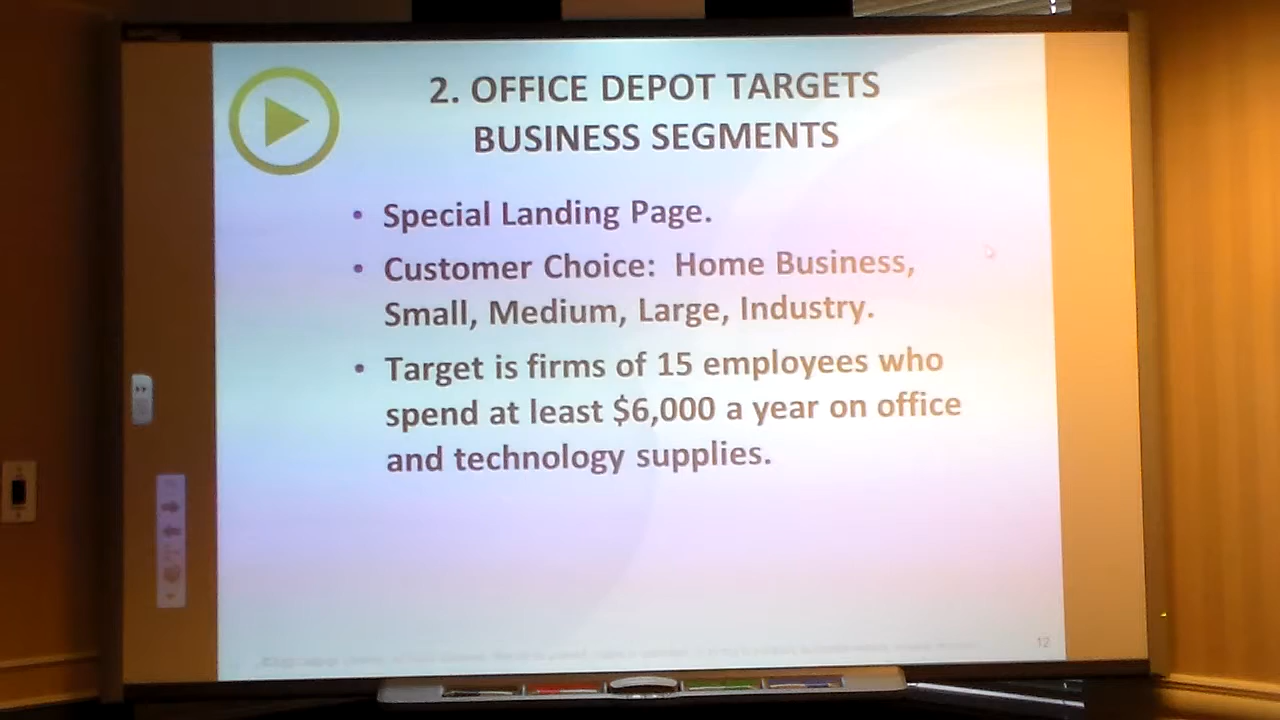 2. OFFICE DEPOT TARGETS
BUSINESS SEGMENTS
• Special Landing Page.
• Customer Choice:  Home Business,
Small, Medium, Large, Industry.
• Target is firms of 15 employees who
spend at least $6,000 a year on office
and technology supplies.
12